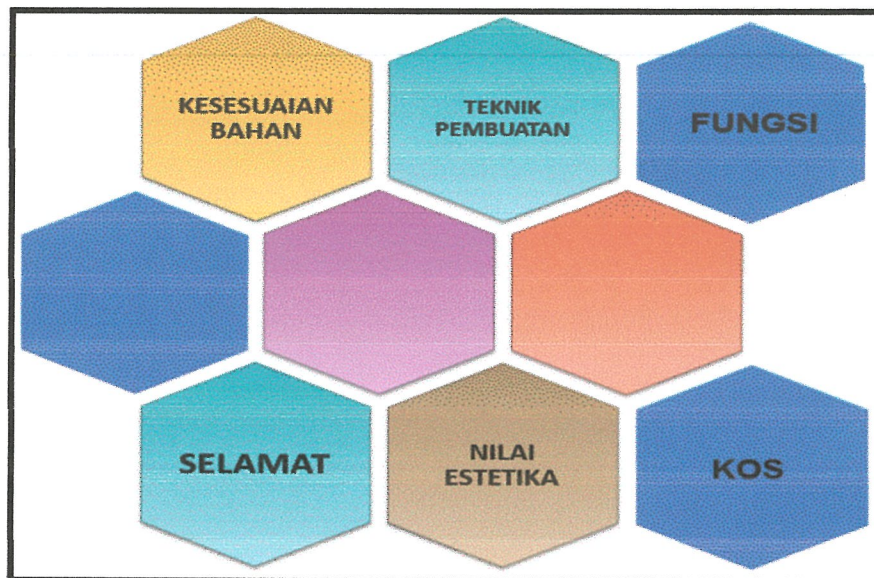 KESESUAIAN
BAHAN
TEKNIK
PEMBUATAN
FUNGSI
SELAMAT
NILAI
ESTETIKA
KOS